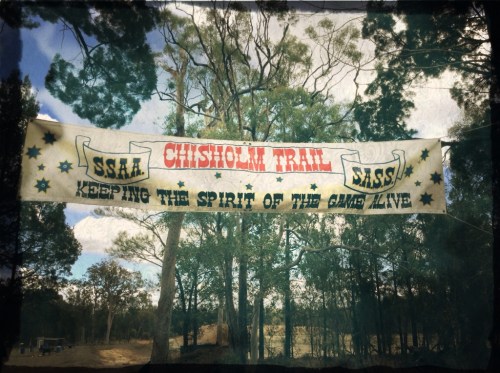 SSAA. CHISHOLM TRAIL SASS.
KEEPING THE SPIRIT OF THE GAME ALIVE